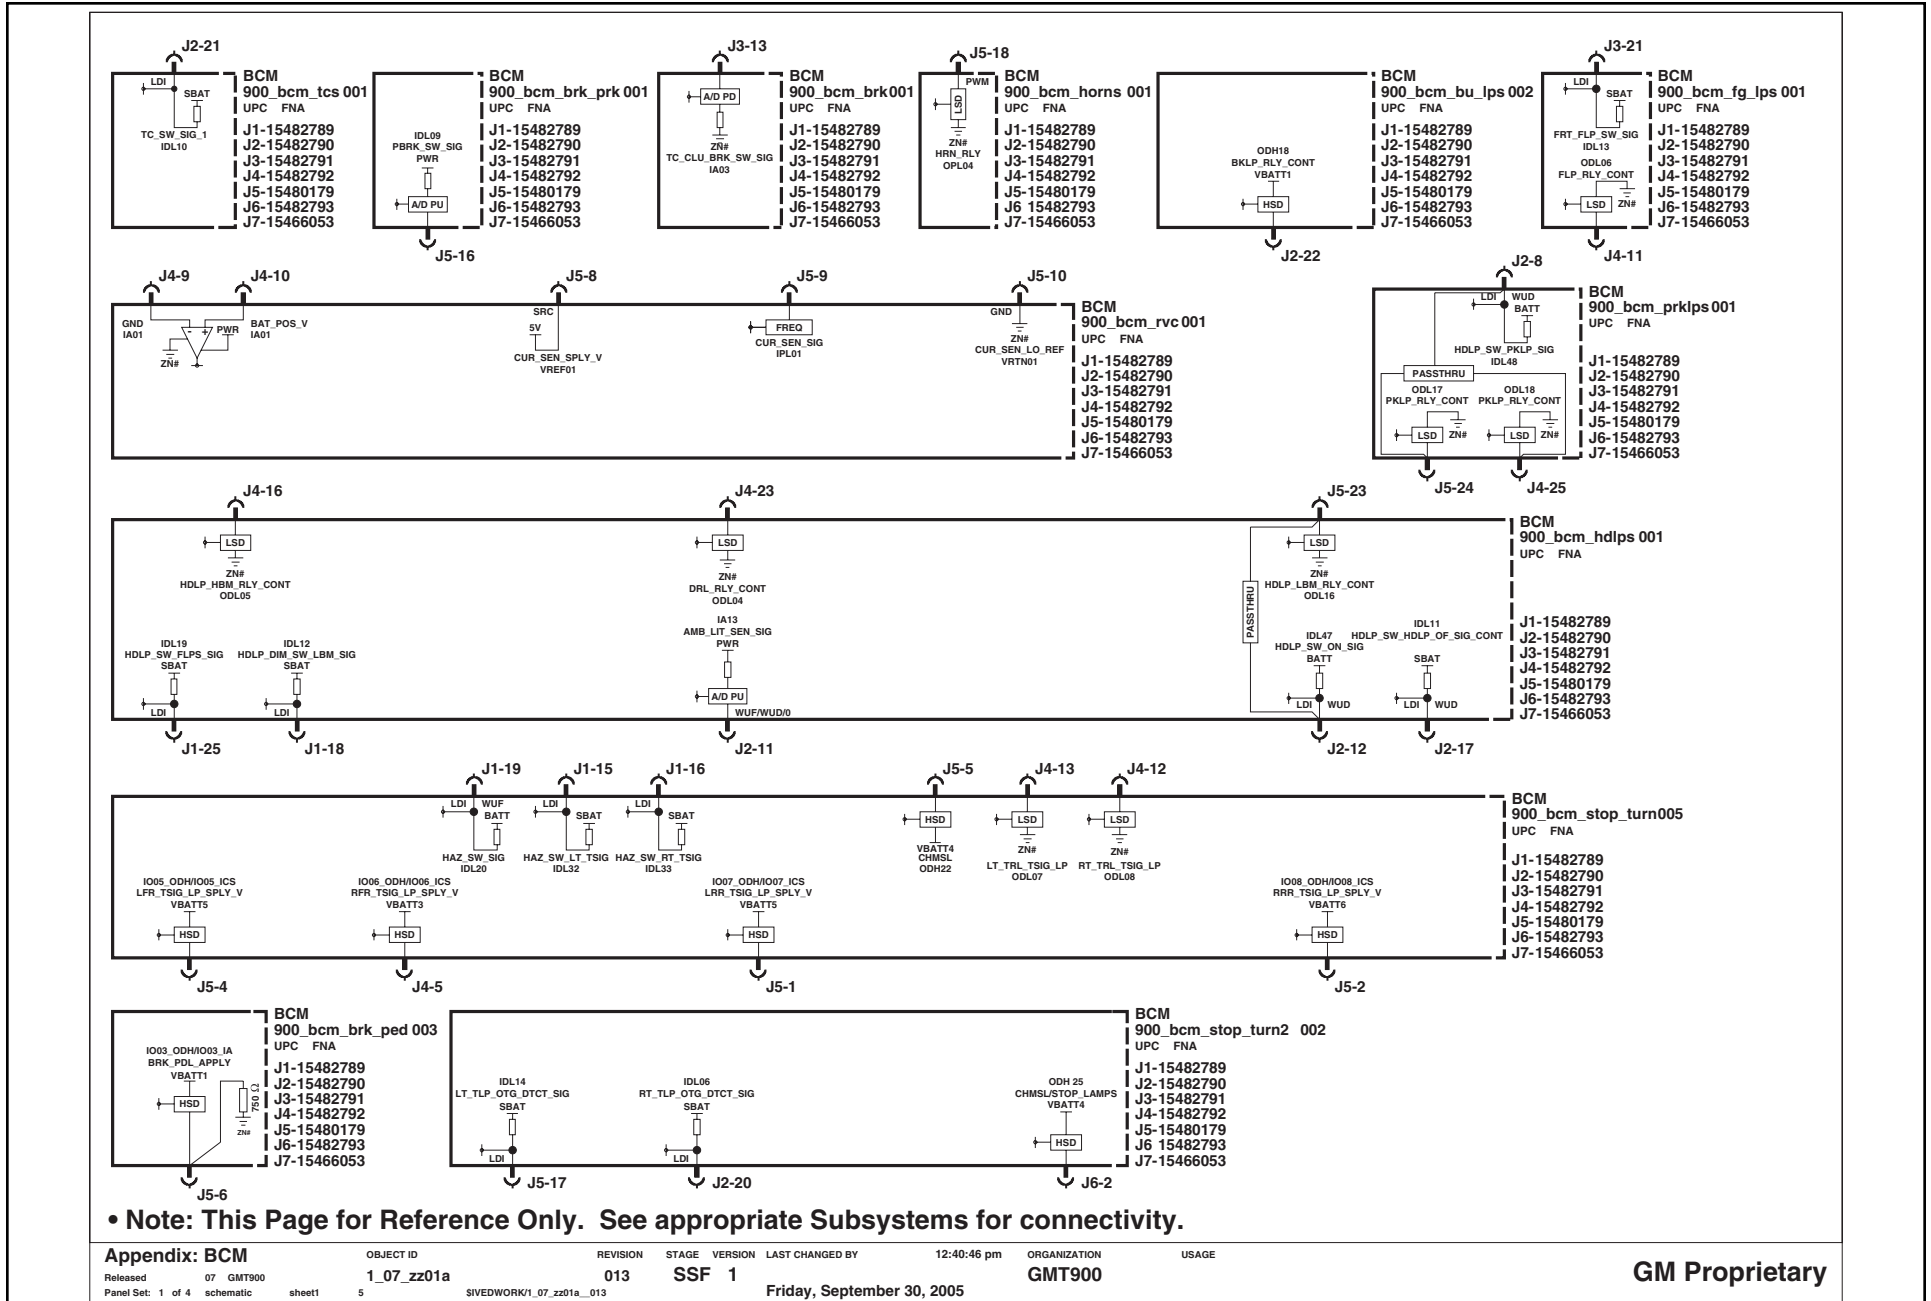 J2-21
LDI
SBAT
TC_SW_SIG_1
IDL10
BCM
900_bcm_tcs 001
UPC FNA
J1-15482789
J2-15482790
J3-15482791
J4-15482792
J5-15480179
J6-15482793
J7-15466053
IDL09
PBRK_SW_SIG
PWR
A/D PU
J5-16
BCM
900_bcm_brk_prk 001
UPC FNA
J1-15482789
J2-15482790
J3-15482791
J4-15482792
J5-15480179
J6-15482793
J7-15466053
J3-13
A/D PD
ZN#
TC_CLU_BRK_SW_SIG
IA03
BCM
900_bcm_brk001
UPC FNA
J1-15482789
J2-15482790
J3-15482791
J4-15482792
J5-15480179
J6-15482793
J7-15466053
J5-18
PWM
LSD
ZN#
HRN_RLY
OPL04
BCM
900_bcm_horns 001
UPC FNA
J1-15482789
J2-15482790
J3-15482791
J4-15482792
J5-15480179
J6 15482793
J7-15466053
ODH18
BKLP_RLY_CONT
VBATT1
HSD
J2-22
BCM
900_bcm_bu_lps 002
UPC FNA
J1-15482789
J2-15482790
J3-15482791
J4-15482792
J5-15480179
J6-15482793
J7-15466053
J3-21
LDI
SBAT
FRT_FLP_SW_SIG
IDL13
ODL06
FLP_RLY_CONT
LSD ZN#
J4-11
BCM
900_bcm_fg_lps 001
UPC FNA
J1-15482789
J2-15482790
J3-15482791
J4-15482792
J5-15480179
J6-15482793
J7-15466053
J4-9
J4-10
J5-8
J5-9
J5-10
GND
IA01
- +
PWR
ZN#
BAT_POS_V
IA01
SRC
5V
CUR_SEN_SPLY_V
VREF01
FREQ
CUR_SEN_SIG
IPL01
GND
ZN#
CUR_SEN_LO_REF
VRTN01
BCM
900_bcm_rvc 001
UPC FNA
J1-15482789
J2-15482790
J3-15482791
J4-15482792
J5-15480179
J6-15482793
J7-15466053
J2-8
LDI WUD
BATT
HDLP_SW_PKLP_SIG
IDL48
PASSTHRU
ODL17
PKLP_RLY_CONT
ODL18
PKLP_RLY_CONT
LSD ZN#
LSD ZN#
J5-24
J4-25
BCM
900_bcm_prklps 001
UPC FNA
J1-15482789
J2-15482790
J3-15482791
J4-15482792
J5-15480179
J6-15482793
J7-15466053
J4-16
J4-23
J5-23
LSD
ZN#
HDLP_HBM_RLY_CONT
ODL05
LSD
ZN#
DRL_RLY_CONT
ODL04
LSD
ZN#
HDLP_LBM_RLY_CONT
ODL16
PASSTHRU
IDL19
HDLP_SW_FLPS_SIG
SBAT
LDI
IDL12
HDLP_DIM_SW_LBM_SIG
SBAT
LDI
IA13
AMB_LIT_SEN_SIG
PWR
A/D PU
WUF/WUD/0
IDL47
HDLP_SW_ON_SIG
BATT
LDI WUD
IDL11
HDLP_SW_HDLP_OF_SIG_CONT
SBAT
LDI WUD
J1-25
J1-18
J2-11
J2-12
J2-17
BCM
900_bcm_hdlps 001
UPC FNA
J1-15482789
J2-15482790
J3-15482791
J4-15482792
J5-15480179
J6-15482793
J7-15466053
J1-19
J1-15
J1-16
J5-5
J4-13
J4-12
LDI WUF
BATT
HAZ_SW_SIG
IDL20
LDI
SBAT
HAZ_SW_LT_TSIG
IDL32
LDI
SBAT
HAZ_SW_RT_TSIG
IDL33
HSD
VBATT4
CHMSL
ODH22
LSD
ZN#
LT_TRL_TSIG_LP
ODL07
LSD
ZN#
RT_TRL_TSIG_LP
ODL08
IO05_ODH/IO05_ICS
LFR_TSIG_LP_SPLY_V
VBATT5
HSD
IO06_ODH/IO06_ICS
RFR_TSIG_LP_SPLY_V
VBATT3
HSD
IO07_ODH/IO07_ICS
LRR_TSIG_LP_SPLY_V
VBATT5
HSD
IO08_ODH/IO08_ICS
RRR_TSIG_LP_SPLY_V
VBATT6
HSD
J5-4
J4-5
J5-1
J5-2
BCM
900_bcm_stop_turn005
UPC FNA
J1-15482789
J2-15482790
J3-15482791
J4-15482792
J5-15480179
J6-15482793
J7-15466053
IO03_ODH/IO03_IA
BRK_PDL_APPLY
VBATT1
HSD
750 Ω
ZN#
J5-6
BCM
900_bcm_brk_ped 003
UPC FNA
J1-15482789
J2-15482790
J3-15482791
J4-15482792
J5-15480179
J6-15482793
J7-15466053
IDL14
LT_TLP_OTG_DTCT_SIG
SBAT
LDI
J5-17
IDL06
RT_TLP_OTG_DTCT_SIG
SBAT
LDI
J2-20
ODH 25
CHMSL/STOP_LAMPS
VBATT4
HSD
J6-2
BCM
900_bcm_stop_turn2 002
UPC FNA
J1-15482789
J2-15482790
J3-15482791
J4-15482792
J5-15480179
J6 15482793
J7-15466053
• Note: This Page for Reference Only. See appropriate Subsystems for connectivity.
Appendix: BCM OBJECT ID REVISION STAGE VERSION LAST CHANGED BY 12:40:46 pm ORGANIZATION USAGE
Released 07 GMT900 1_07_zz01a 013 SSF 1 GMT900
Panel Set: 1 of 4 schematic sheet1 5 $IVEDWORK/1_07_zz01a__013 Friday, September 30, 2005
GM Proprietary